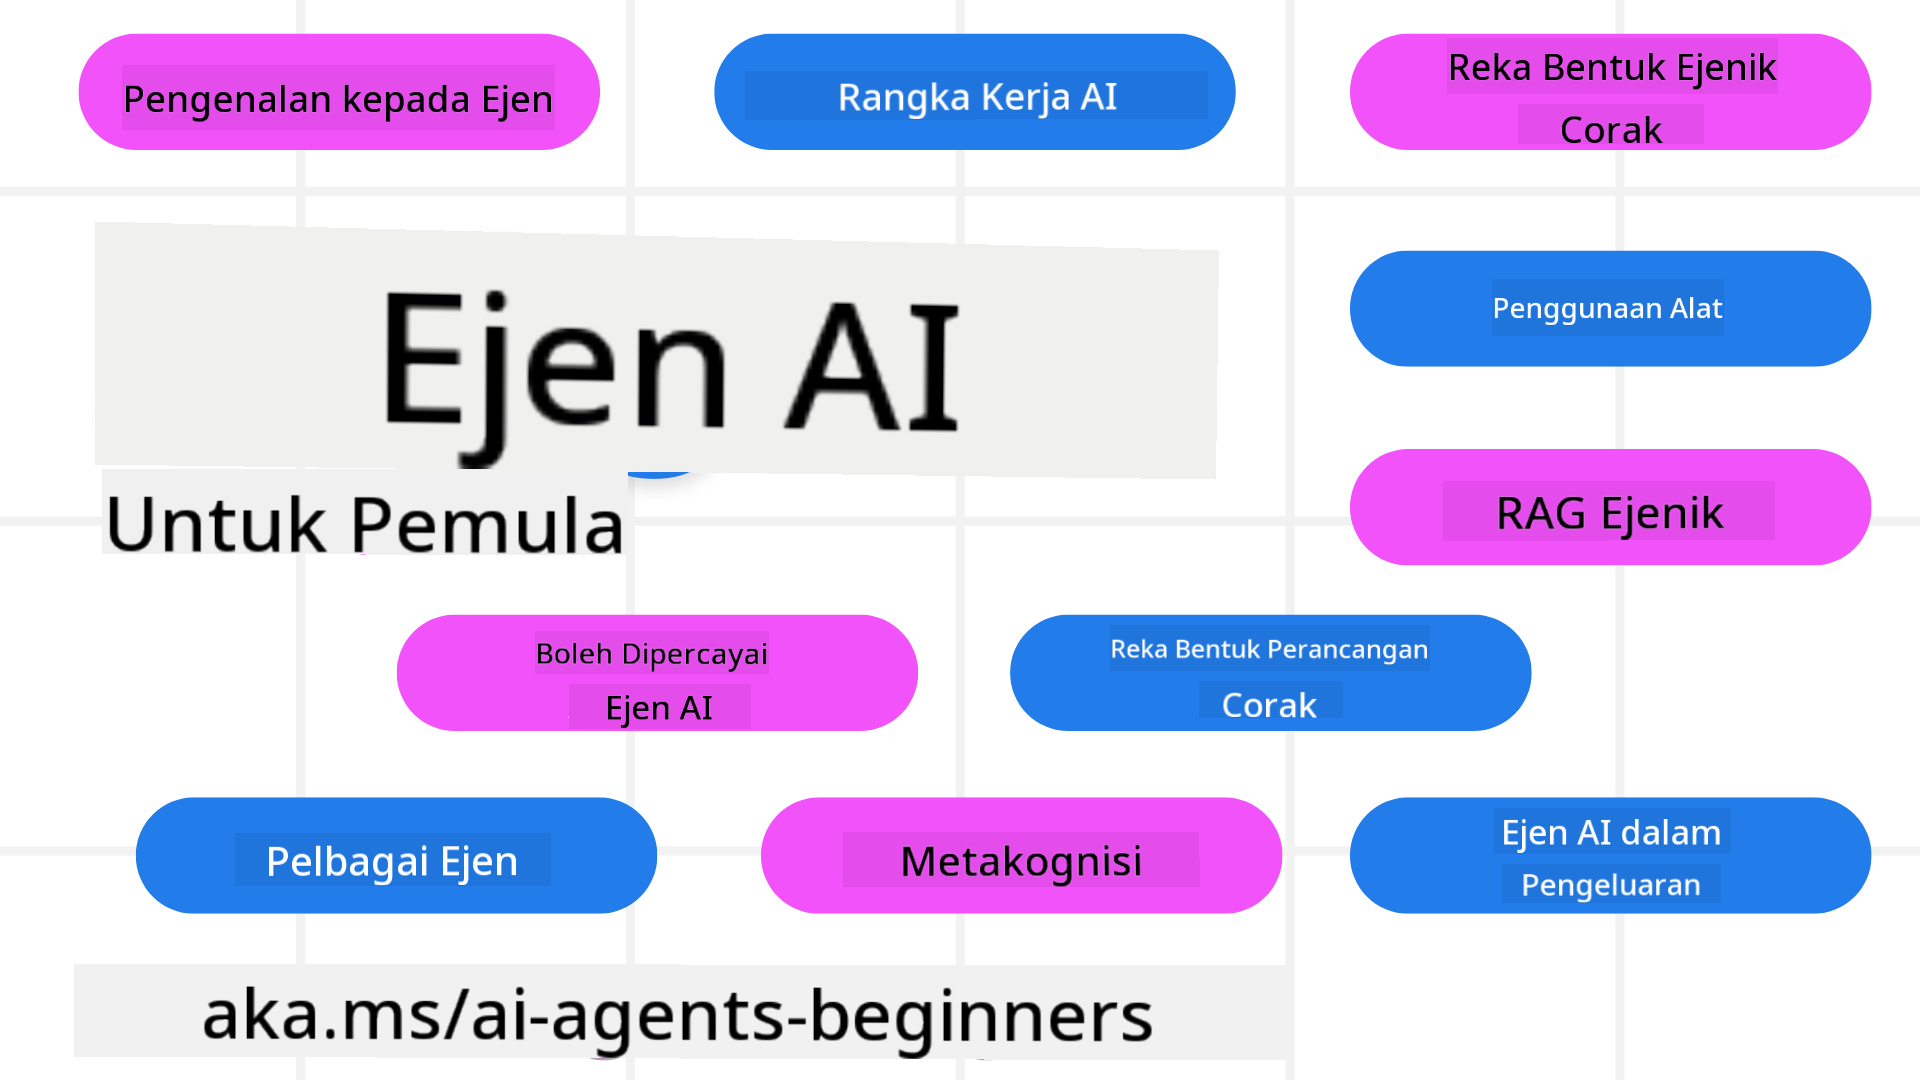 Pengenalan kepada Ejen
Rangka Kerja AI
Reka Bentuk Ejenik
Corak
Ejen AI
Untuk Pemula
Penggunaan Alat
RAG Ejenik
Boleh Dipercayai
Ejen AI
Reka Bentuk Perancangan
Corak
Pelbagai Ejen
Metakognisi
Ejen AI dalam
Pengeluaran
aka.ms/ai-agents-beginners